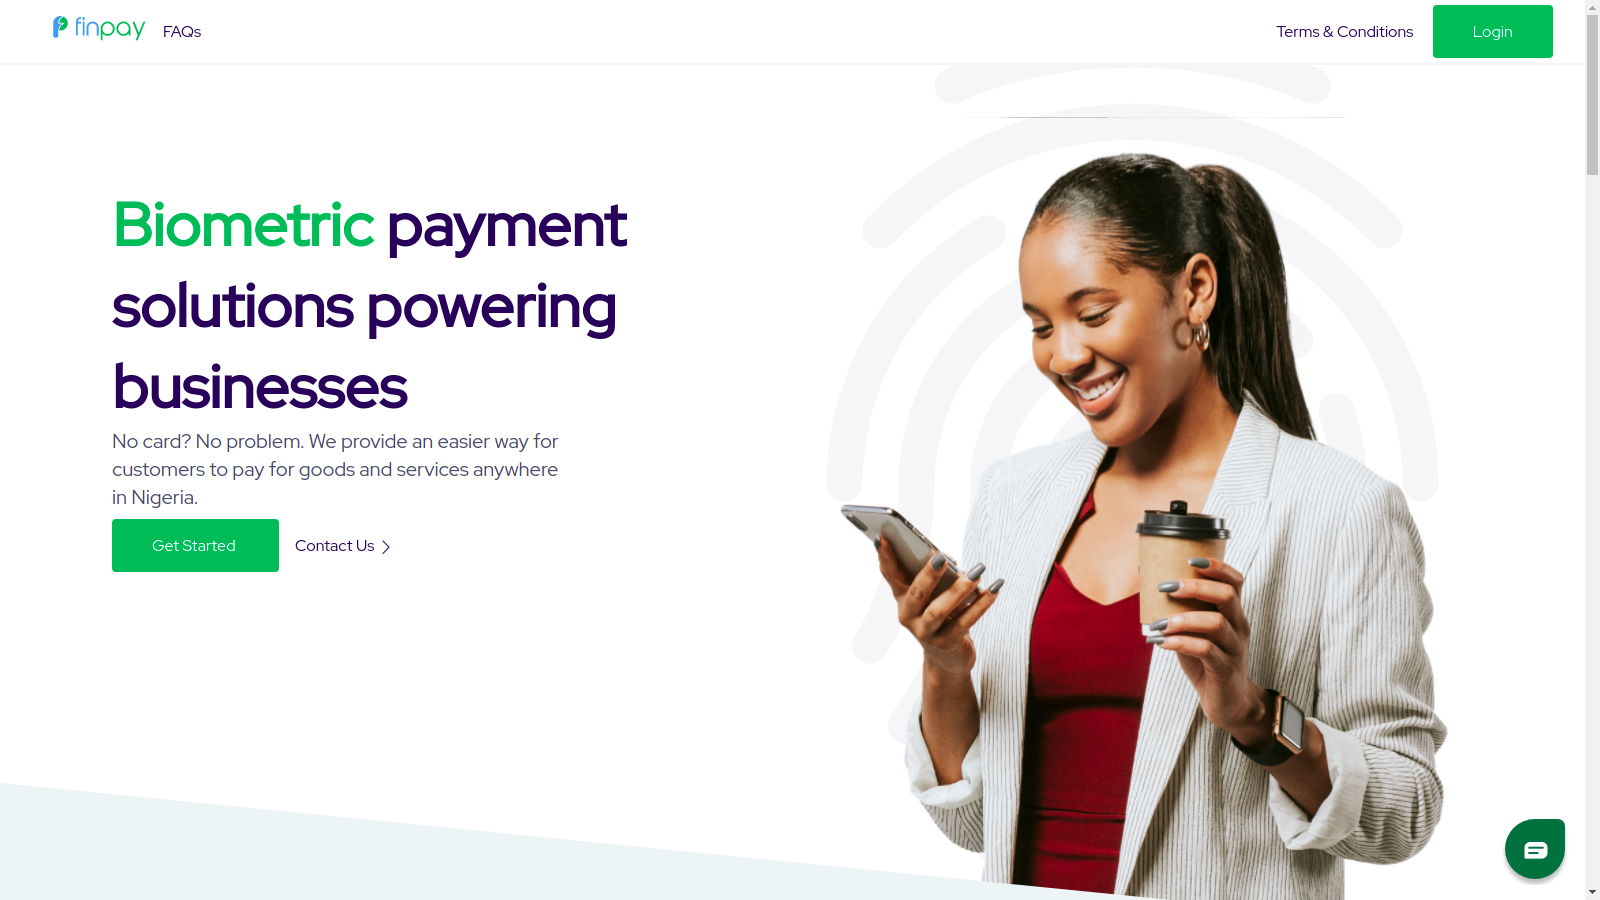 finpay
FAQs
Terms & Conditions
Login
Biometric payment
solutions powering
businesses
No card? No problem. We provide an easier way for
customers to pay for goods and services anywhere
in Nigeria.
Get Started
Contact Us